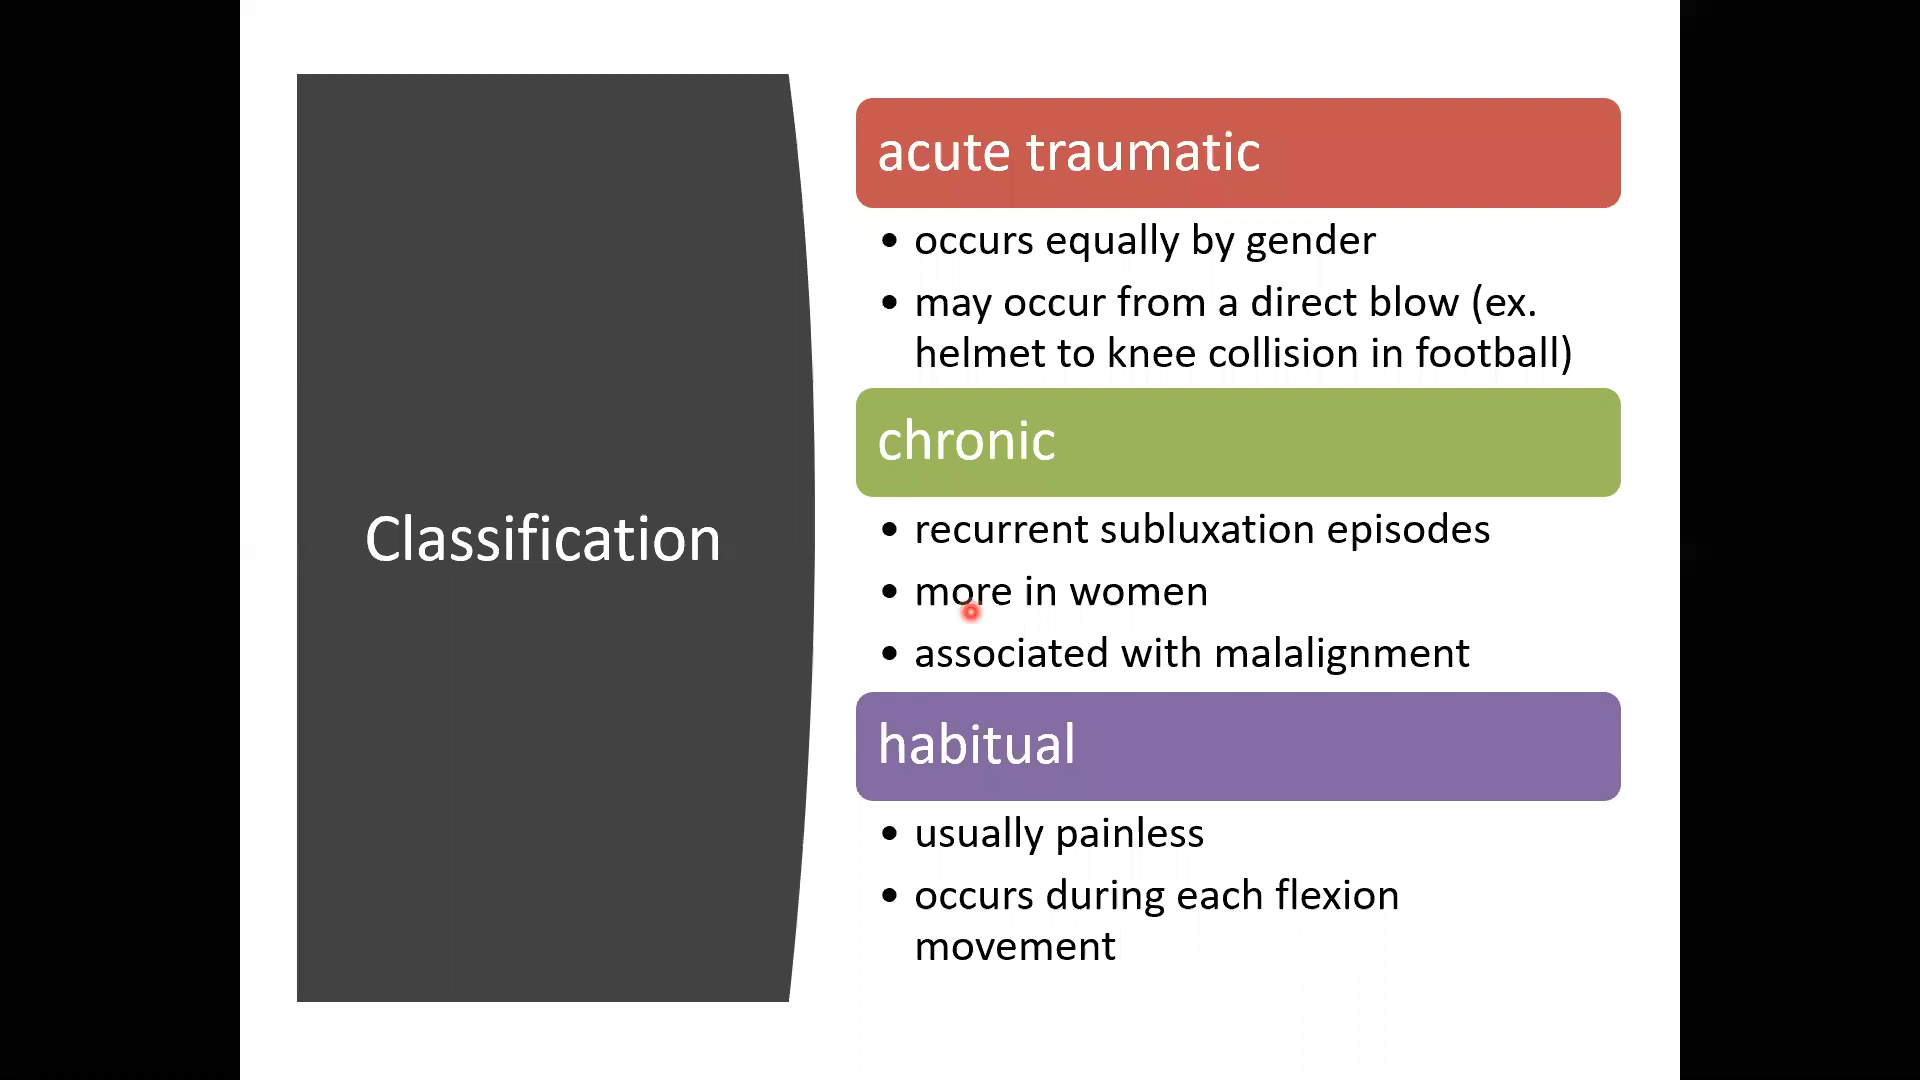 Classification
acute traumatic
• occurs equally by gender
• may occur from a direct blow (ex.
helmet to knee collision in football)
chronic
• recurrent subluxation episodes
• more in women
• associated with malalignment
habitual
• usually painless
• occurs during each flexion
movement